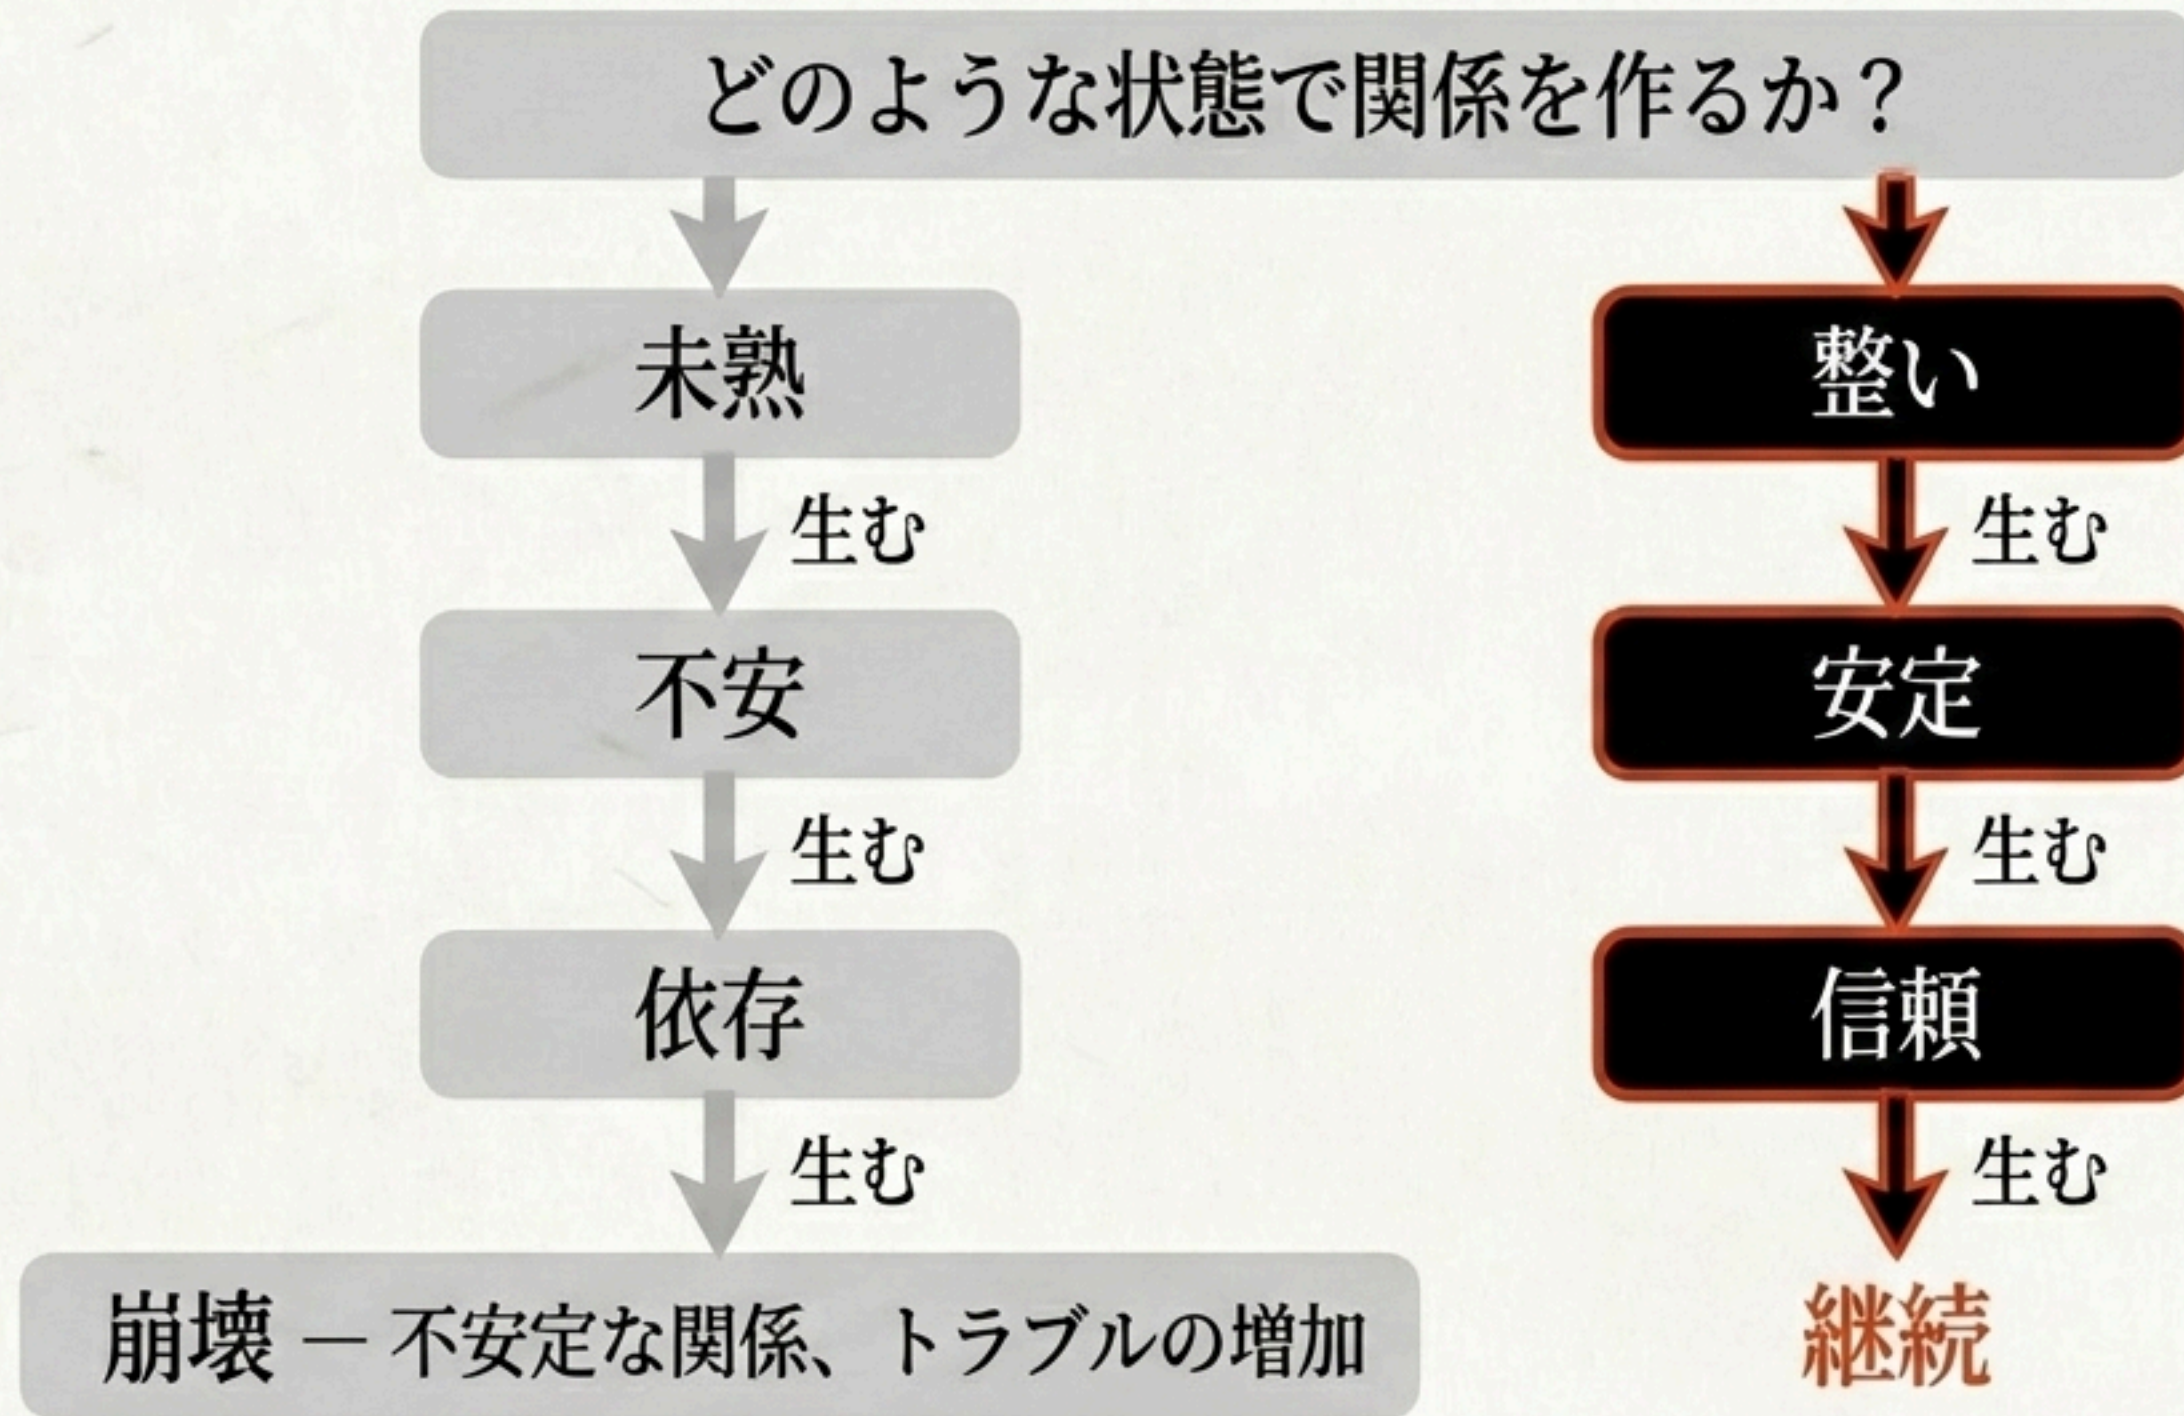 どのような状態で関係を作るか？
未熟
整い
生む
生む
不安
安定
生む
生む
依存
信頼
生む
生む
崩壊 — 不安定な関係、トラブルの増加
継続